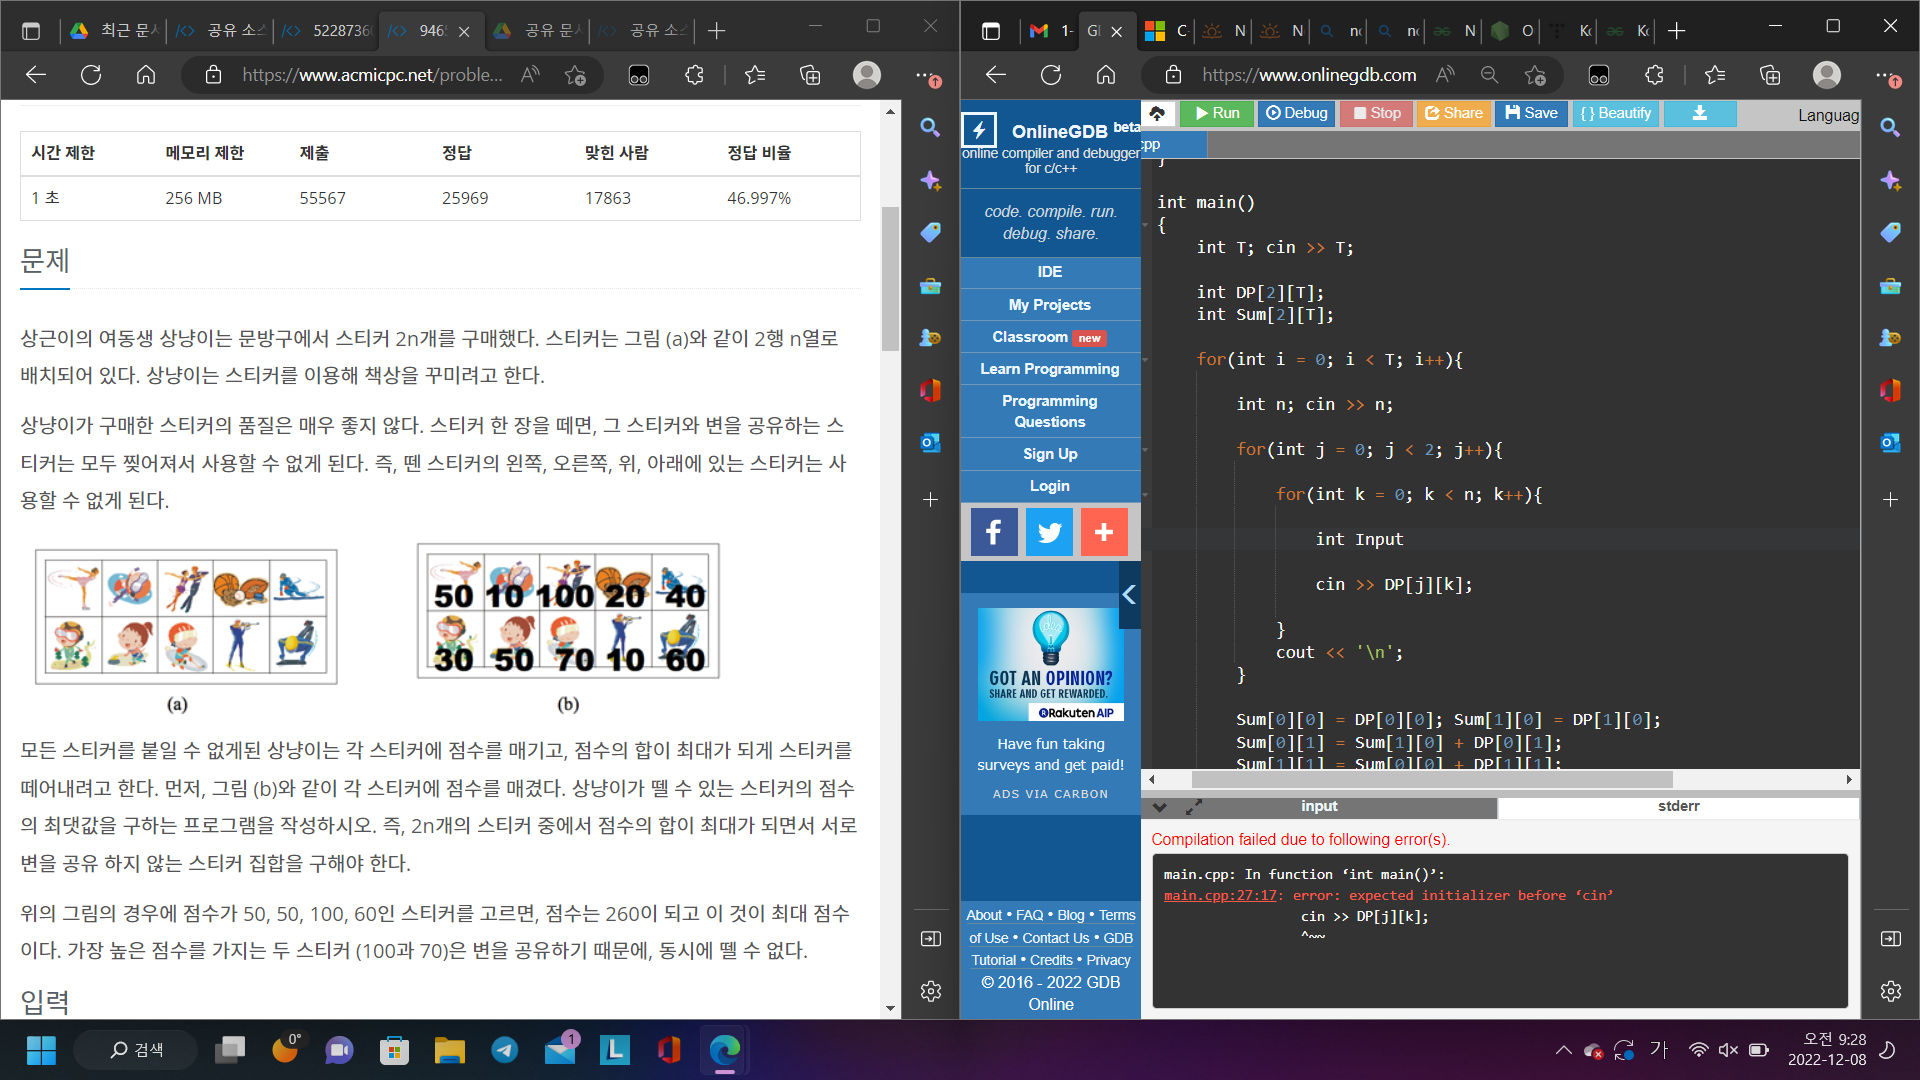 최근 문
공유 소스
5228736
946
공유 문
공유 소스
https://www.acmicpc.net/proble...
시간 제한 메모리 제한 제출 정답 맞힌 사람 정답 비율
1 초 256 MB 55567 25969 17863 46.997%
문제
상근이의 여동생 상냥이는 문방구에서 스티커 2n개를 구매했다. 스티커는 그림 (a)와 같이 2행 n열로
배치되어 있다. 상냥이는 스티커를 이용해 책상을 꾸미려고 한다.
상냥이가 구매한 스티커의 품질은 매우 좋지 않다. 스티커 한 장을 떼면, 그 스티커와 변을 공유하는 스
티커는 모두 찢어져서 사용할 수 없게 된다. 즉, 뗀 스티커의 왼쪽, 오른쪽, 위, 아래에 있는 스티커는 사
용할 수 없게 된다.
50 10 100 20 40
30 50 70 10 60
(a) (b)
모든 스티커를 붙일 수 없게된 상냥이는 각 스티커에 점수를 매기고, 점수의 합이 최대가 되게 스티커를
떼어내려고 한다. 먼저, 그림 (b)와 같이 각 스티커에 점수를 매겼다. 상냥이가 뗄 수 있는 스티커의 점수
의 최댓값을 구하는 프로그램을 작성하시오. 즉, 2n개의 스티커 중에서 점수의 합이 최대가 되면서 서로
변을 공유 하지 않는 스티커 집합을 구해야 한다.
위의 그림의 경우에 점수가 50, 50, 100, 60인 스티커를 고르면, 점수는 260이 되고 이 것이 최대 점수
이다. 가장 높은 점수를 가지는 두 스티커 (100과 70)은 변을 공유하기 때문에, 동시에 뗄 수 없다.
입력
1-
GD
C
N
N
no
no
N
O
Ko
Ko
https://www.onlinegdb.com
OnlineGDB beta
online compiler and debugger
for c/c++
code. compile. run.
debug. share.
IDE
My Projects
Classroom new
Learn Programming
Programming
Questions
Sign Up
Login
GOT AN OPINION?
SHARE AND GET REWARDED.
Rakuten AIP
Have fun taking
surveys and get paid!
ADS VIA CARBON
About • FAQ • Blog • Terms
of Use • Contact Us • GDB
Tutorial • Credits • Privacy
© 2016 - 2022 GDB
Online
Run Debug Stop Share Save { } Beautify
Languag
cpp
}
int main()
{
int T; cin >> T;
int DP[2][T];
int Sum[2][T];
for(int i = 0; i < T; i++){
int n; cin >> n;
for(int j = 0; j < 2; j++){
for(int k = 0; k < n; k++){
int Input
cin >> DP[j][k];
}
cout << '\n';
}
Sum[0][0] = DP[0][0]; Sum[1][0] = DP[1][0];
Sum[0][1] = Sum[1][0] + DP[0][1];
Sum[1][1] = Sum[0][0] + DP[1][1];
input
stderr
Compilation failed due to following error(s).
main.cpp: In function ‘int main()’:
main.cpp:27:17: error: expected initializer before ‘cin’
cin >> DP[j][k];
^~~
검색
0°
1
L
가
오전 9:28
2022-12-08